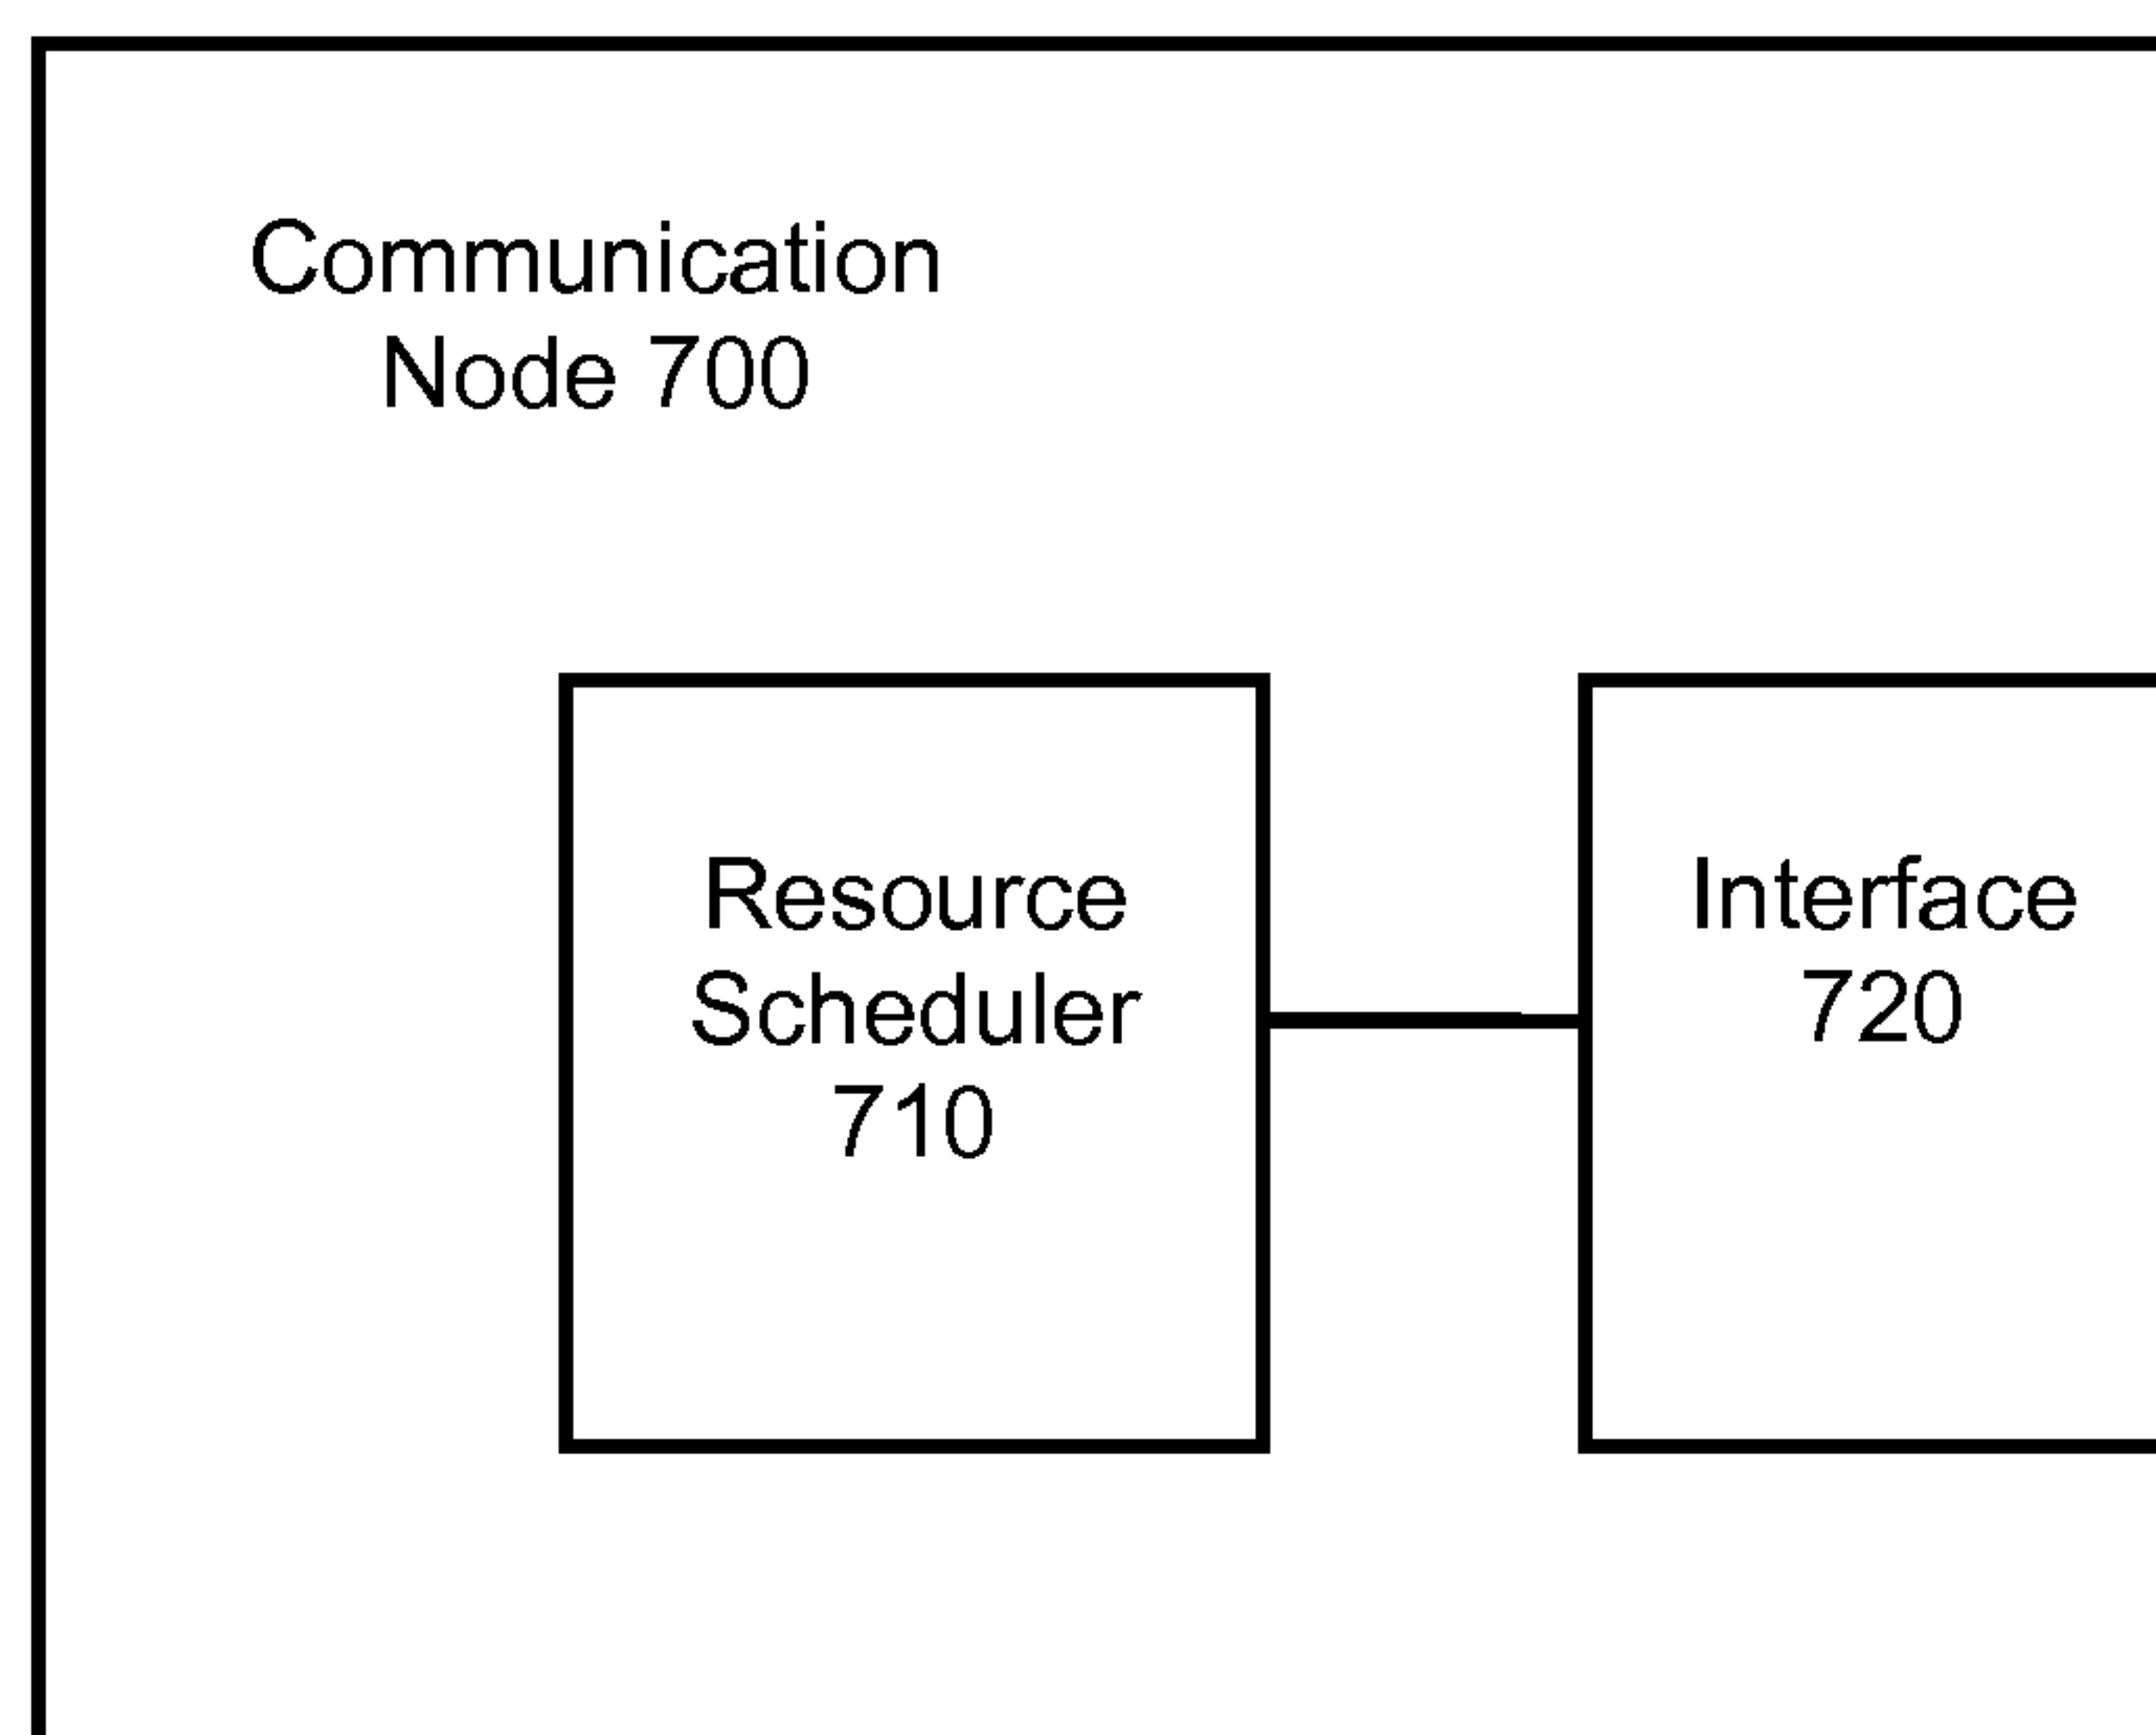 Communication
Node 700
Resource
Scheduler
710
Interface
720